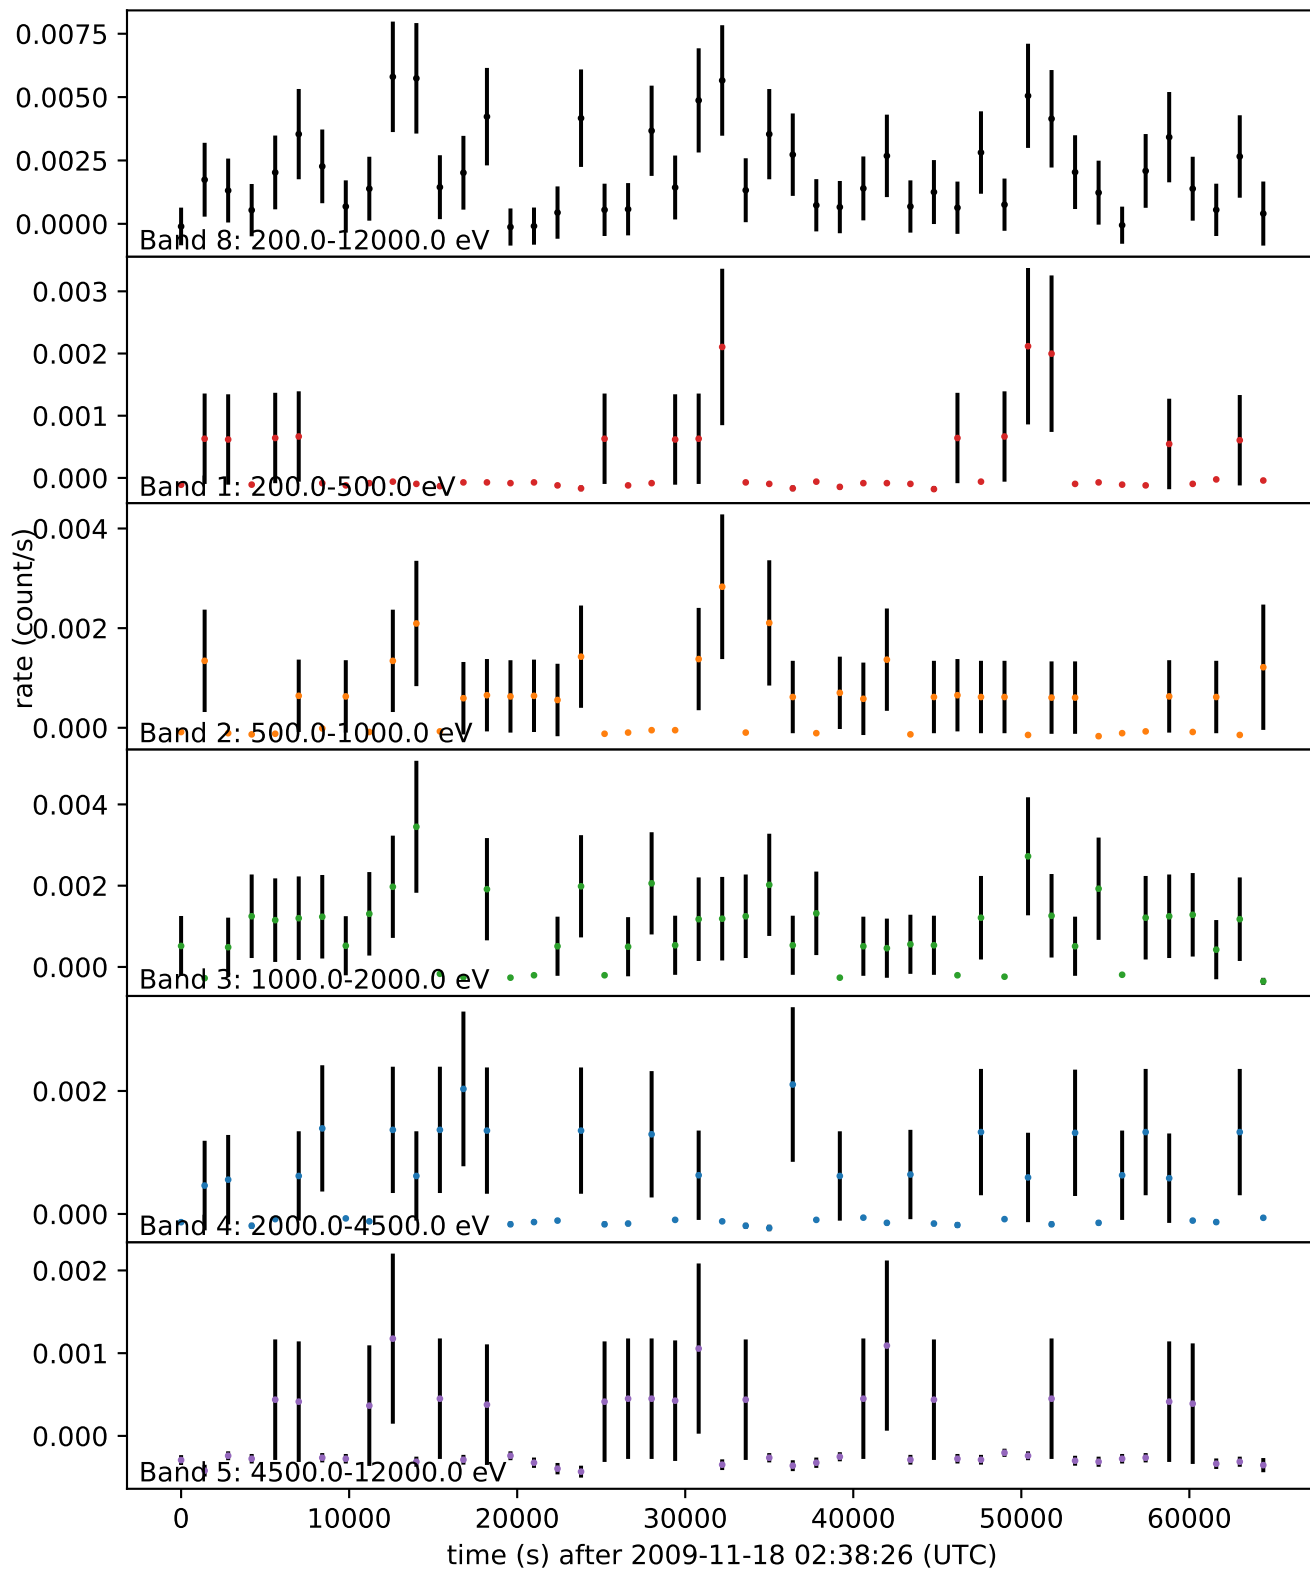 0.0075
0.0050
0.0025
0.0000
Band 8: 200.0-12000.0 eV
0.003
0.002
0.001
0.000
Band 1: 200.0-500.0 eV
rate (count/s)
0.004
0.002
0.000
Band 2: 500.0-1000.0 eV
0.004
0.002
0.000
Band 3: 1000.0-2000.0 eV
0.002
0.000
Band 4: 2000.0-4500.0 eV
0.002
0.001
0.000
Band 5: 4500.0-12000.0 eV
0 10000 20000 30000 40000 50000 60000
time (s) after 2009-11-18 02:38:26 (UTC)